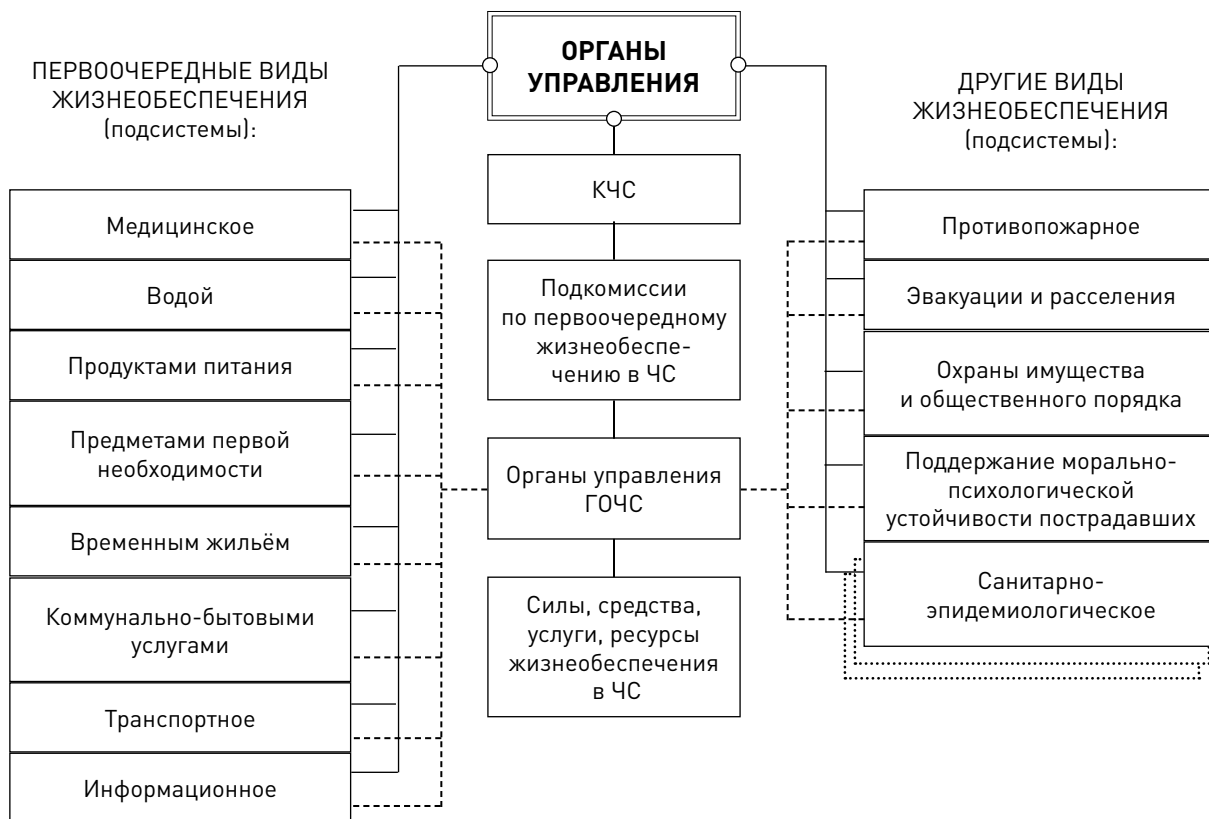 ОРГАНЫ
УПРАВЛЕНИЯ
ПЕРВООЧЕРЕДНЫЕ ВИДЫ
ЖИЗНЕОБЕСПЕЧЕНИЯ
(подсистемы):
Медицинское
Водой
Продуктами питания
Предметами первой
необходимости
Временным жильём
Коммунально-бытовыми
услугами
Транспортное
Информационное
КЧС
Подкомиссии
по первоочередному
жизнеобеспе-
чению в ЧС
Органы управления
ГОЧС
Силы, средства,
услуги, ресурсы
жизнеобеспечения
в ЧС
ДРУГИЕ ВИДЫ
ЖИЗНЕОБЕСПЕЧЕНИЯ
(подсистемы):
Противопожарное
Эвакуации и расселения
Охраны имущества
и общественного порядка
Поддержание морально-
психологической
устойчивости пострадавших
Санитарно-
эпидемиологическое